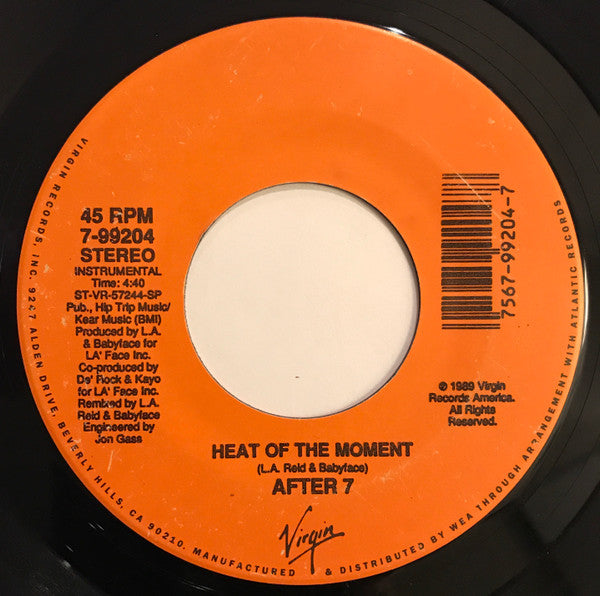 45 RPM
7-99204
STEREO
INSTRUMENTAL
Time: 4:40
ST-VR-57244-SP
Pub., Hip Trip Music/
Kear Music (BMI)
Produced by L.A.
& Babyface for
LA' Face Inc.
Co-produced by
De' Rock & Kayo
for LA' Face Inc.
Remixed by L.A.
Reid & Babyface
Engineered by
Jon Gass
7567-99204-7
℗ 1989 Virgin
Records America.
All Rights
Reserved.
HEAT OF THE MOMENT
(L.A. Reid & Babyface)
AFTER 7
Virgin
VIRGIN RECORDS, INC. 9247 ALDEN DRIVE, BEVERLY HILLS, CA 90210. MANUFACTURED & DISTRIBUTED BY WEA THROUGH ARRANGEMENT WITH ATLANTIC RECORDS